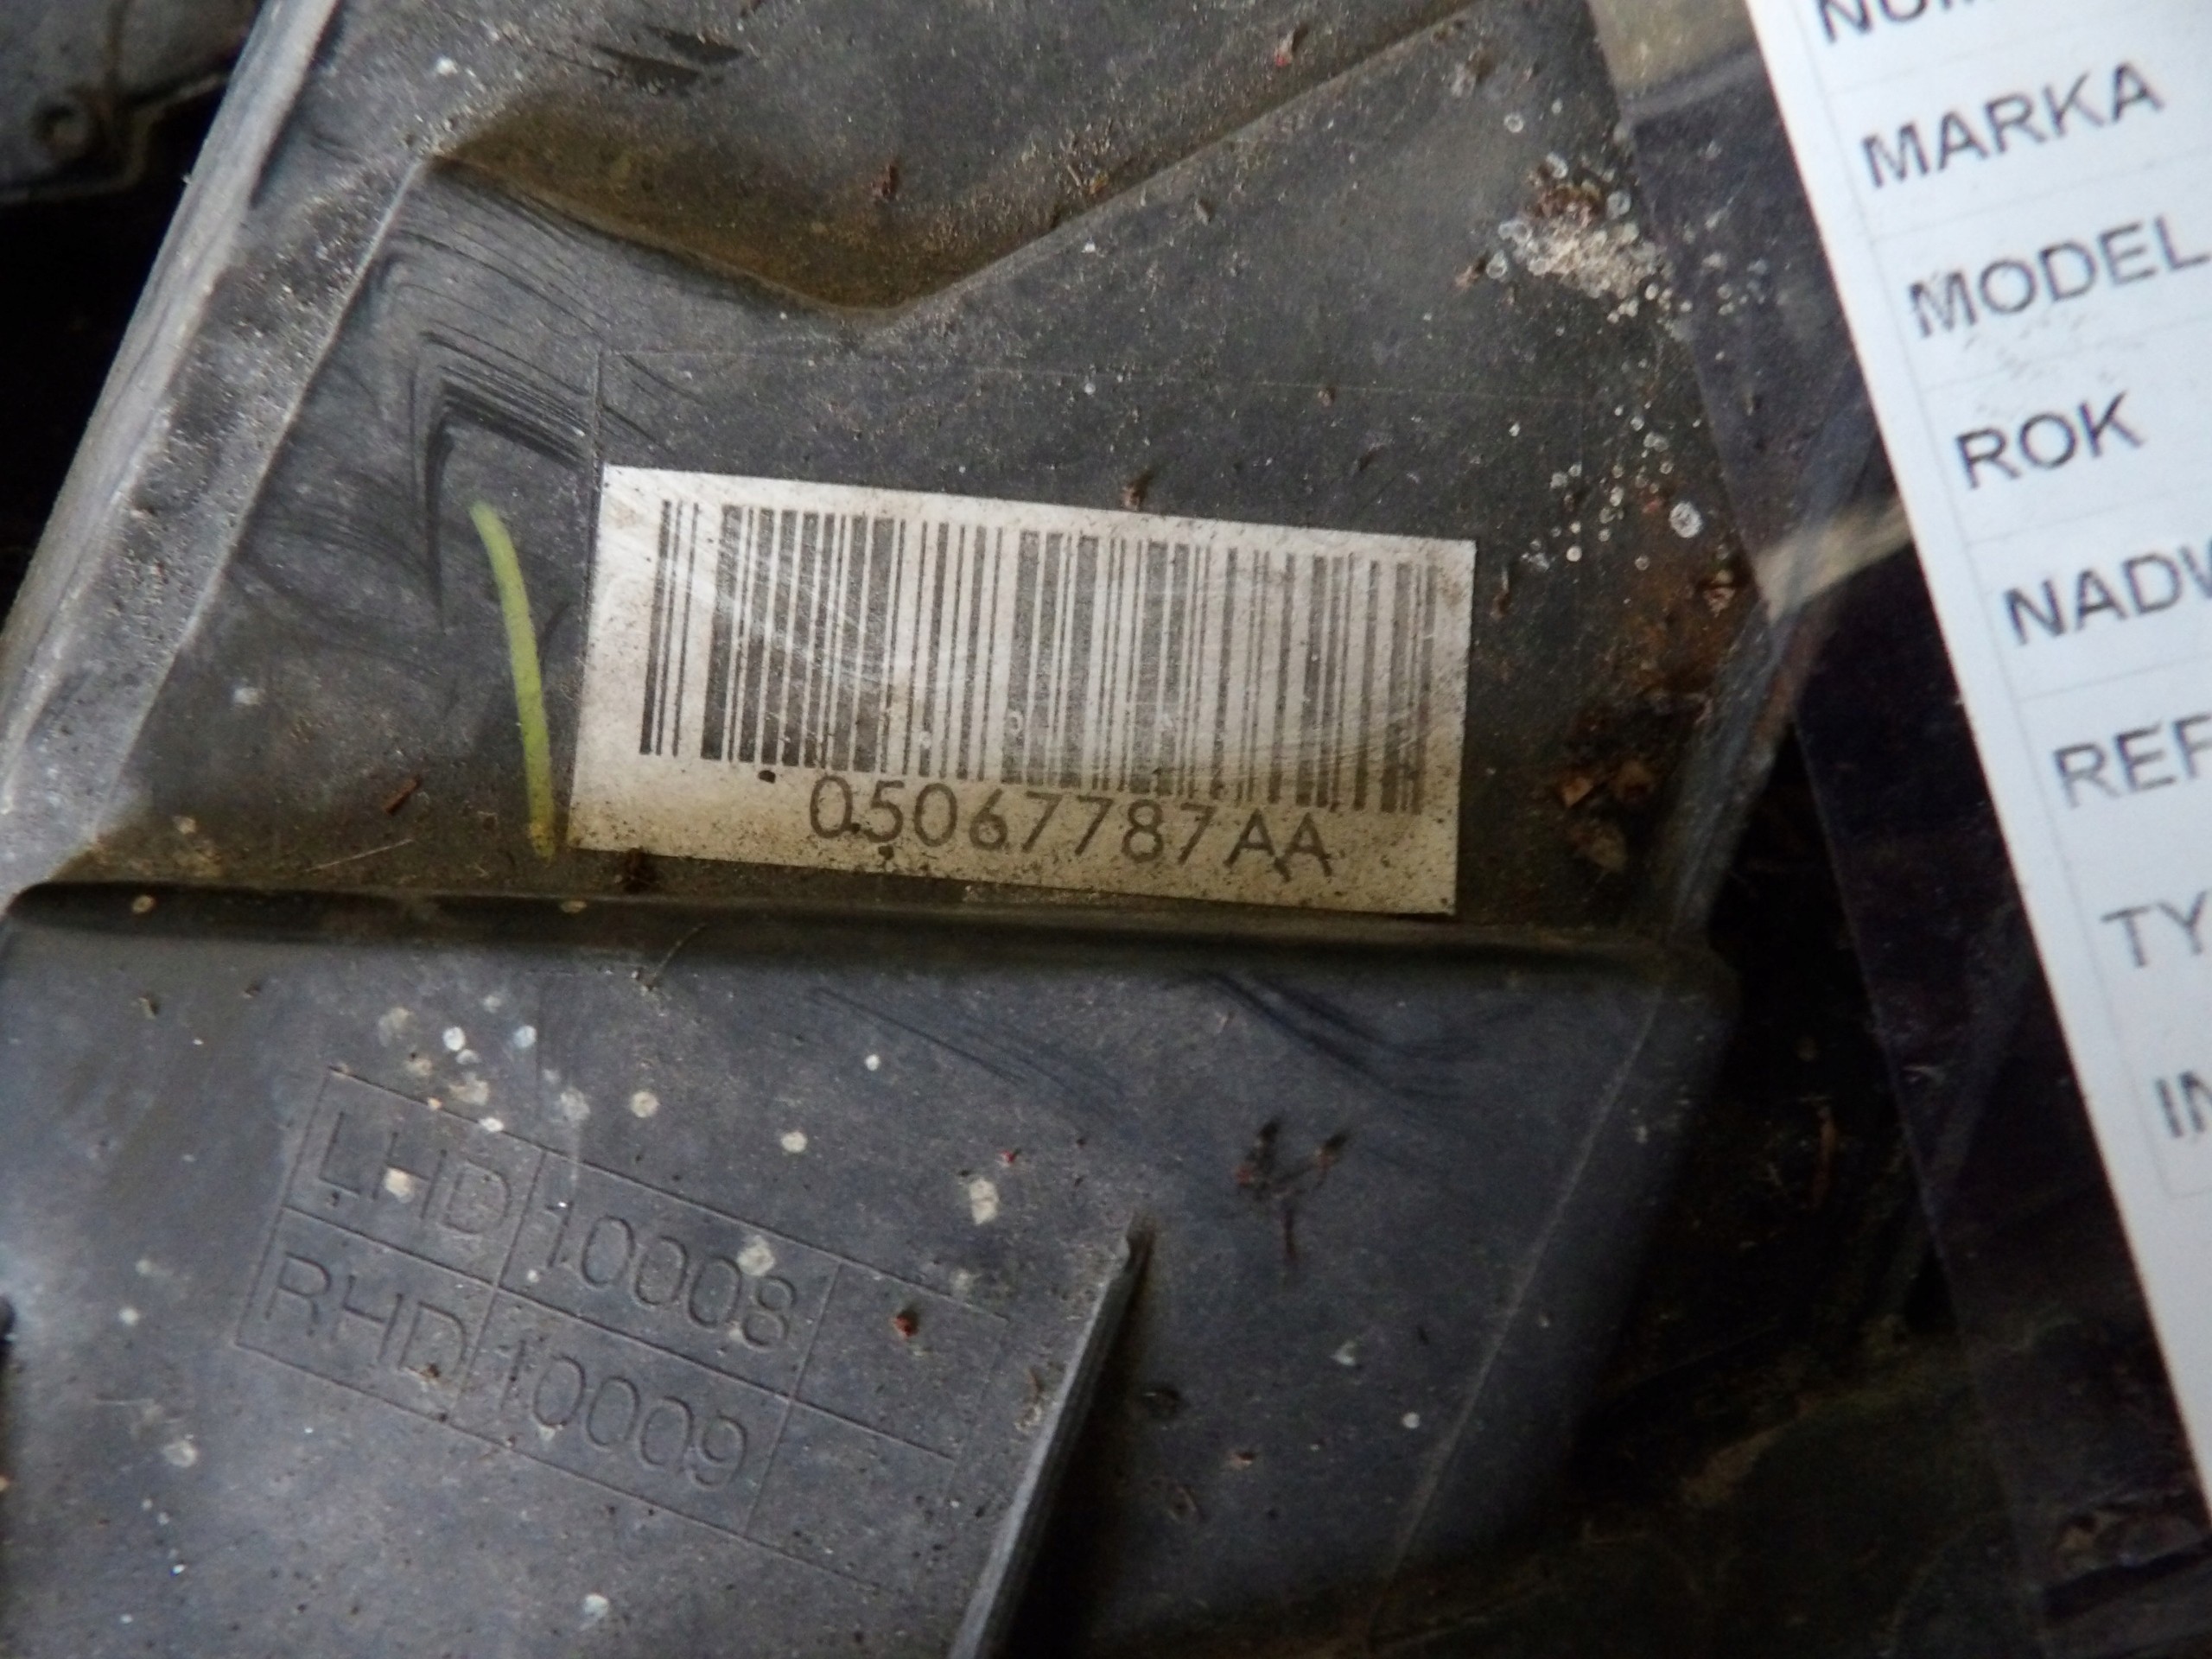 05067787AA
LHD 10008
RHD 10009
MARKA
MODEL
ROK